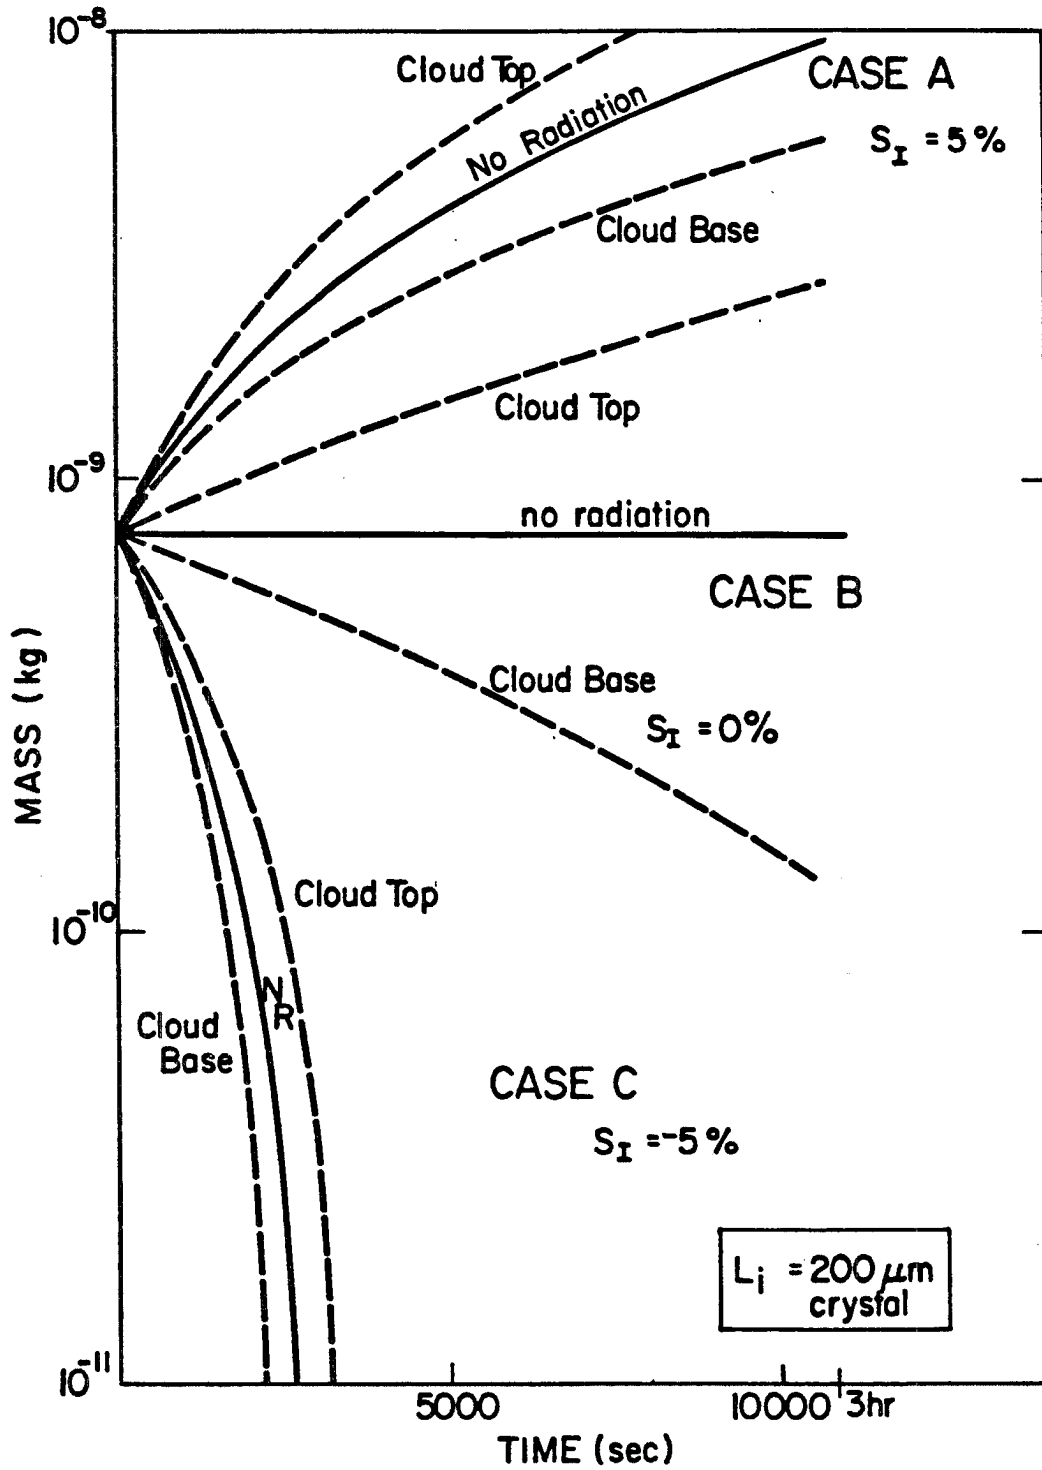 10⁻⁸
Cloud Top
No Radiation
CASE A
S_I = 5%
Cloud Base
Cloud Top
10⁻⁹
no radiation
CASE B
Cloud Base
S_I = 0%
MASS (kg)
Cloud Top
10⁻¹⁰
NR
Cloud
Base
CASE C
S_I = -5%
L_i = 200 μm
crystal
10⁻¹¹
5000
10000
3hr
TIME (sec)